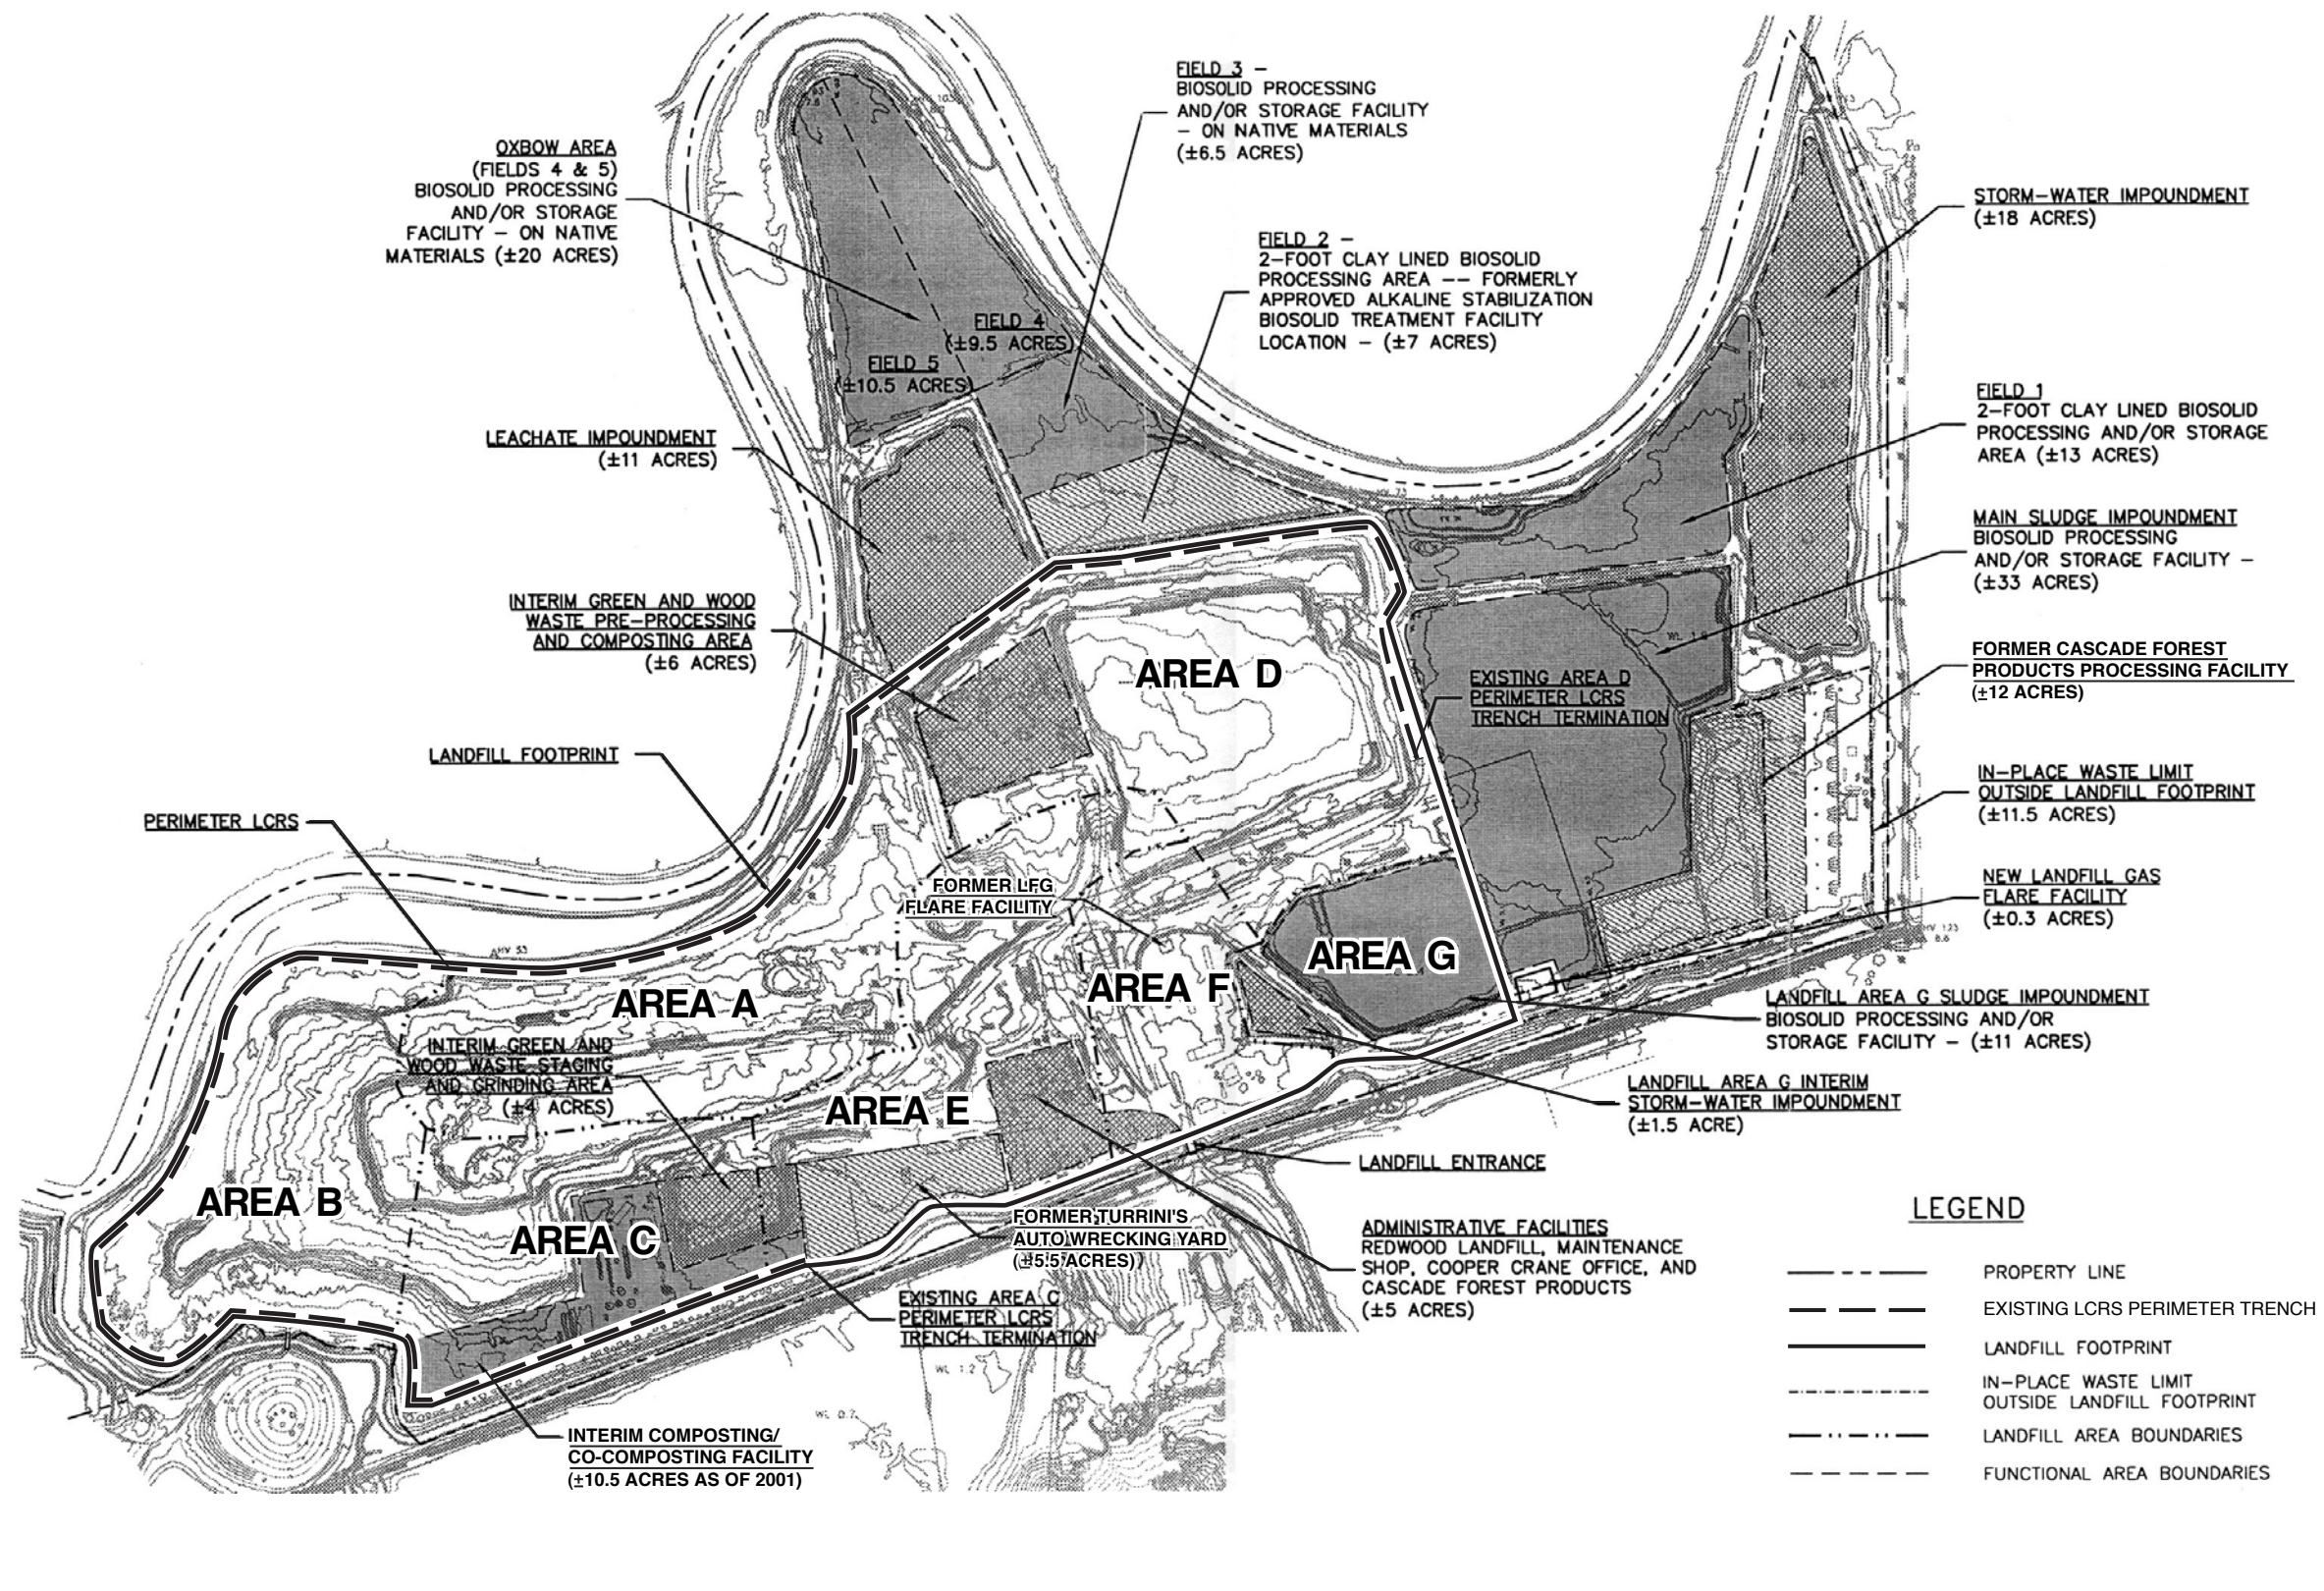 FIELD 3 –
BIOSOLID PROCESSING
AND/OR STORAGE FACILITY
– ON NATIVE MATERIALS
(±6.5 ACRES)
OXBOW AREA
(FIELDS 4 & 5)
BIOSOLID PROCESSING
AND/OR STORAGE
FACILITY – ON NATIVE
MATERIALS (±20 ACRES)
STORM–WATER IMPOUNDMENT
(±18 ACRES)
FIELD 2 –
2–FOOT CLAY LINED BIOSOLID
PROCESSING AREA –– FORMERLY
APPROVED ALKALINE STABILIZATION
BIOSOLID TREATMENT FACILITY
LOCATION – (±7 ACRES)
FIELD 4
(±9.5 ACRES)
FIELD 5
(±10.5 ACRES)
FIELD 1
2–FOOT CLAY LINED BIOSOLID
PROCESSING AND/OR STORAGE
AREA (±13 ACRES)
LEACHATE IMPOUNDMENT
(±11 ACRES)
MAIN SLUDGE IMPOUNDMENT
BIOSOLID PROCESSING
AND/OR STORAGE FACILITY –
(±33 ACRES)
INTERIM GREEN AND WOOD
WASTE PRE–PROCESSING
AND COMPOSTING AREA
(±6 ACRES)
FORMER CASCADE FOREST
PRODUCTS PROCESSING FACILITY
(±12 ACRES)
AREA D
EXISTING AREA D
PERIMETER LCRS
TRENCH TERMINATION
LANDFILL FOOTPRINT
IN–PLACE WASTE LIMIT
OUTSIDE LANDFILL FOOTPRINT
(±11.5 ACRES)
PERIMETER LCRS
FORMER LFG
FLARE FACILITY
NEW LANDFILL GAS
FLARE FACILITY
(±0.3 ACRES)
AREA G
AREA F
AREA A
LANDFILL AREA G SLUDGE IMPOUNDMENT
BIOSOLID PROCESSING AND/OR
STORAGE FACILITY – (±11 ACRES)
INTERIM GREEN AND
WOOD WASTE STAGING
AND GRINDING AREA
(±4 ACRES)
AREA E
LANDFILL AREA G INTERIM
STORM–WATER IMPOUNDMENT
(±1.5 ACRE)
LANDFILL ENTRANCE
AREA B
AREA C
FORMER TURRINI'S
AUTO WRECKING YARD
(±5.5 ACRES)
ADMINISTRATIVE FACILITIES
REDWOOD LANDFILL, MAINTENANCE
SHOP, COOPER CRANE OFFICE, AND
CASCADE FOREST PRODUCTS
(±5 ACRES)
EXISTING AREA C
PERIMETER LCRS
TRENCH TERMINATION
WL 1.2
WL 0.7
INTERIM COMPOSTING/
CO-COMPOSTING FACILITY
(±10.5 ACRES AS OF 2001)
LEGEND
PROPERTY LINE
EXISTING LCRS PERIMETER TRENCH
LANDFILL FOOTPRINT
IN–PLACE WASTE LIMIT
OUTSIDE LANDFILL FOOTPRINT
LANDFILL AREA BOUNDARIES
FUNCTIONAL AREA BOUNDARIES